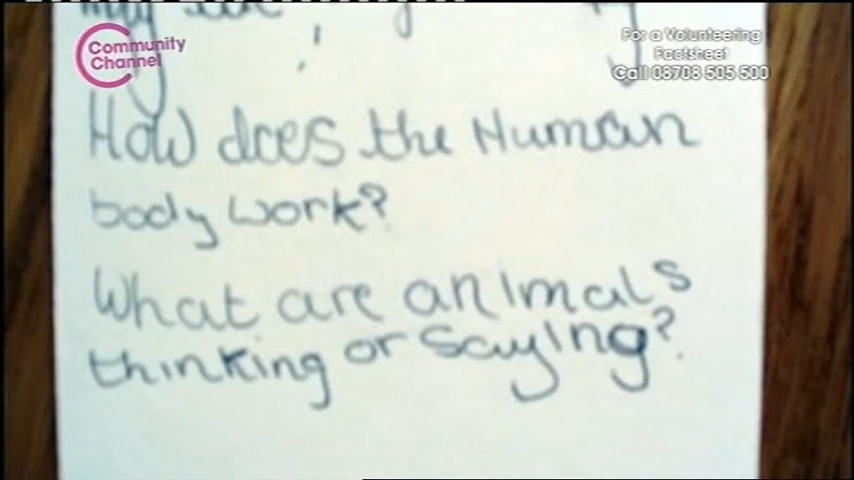 Community
Channel
For a Volunteering
Factsheet
Call 08708 505 500
How does the Human
body work?
What are animals
thinking or saying?